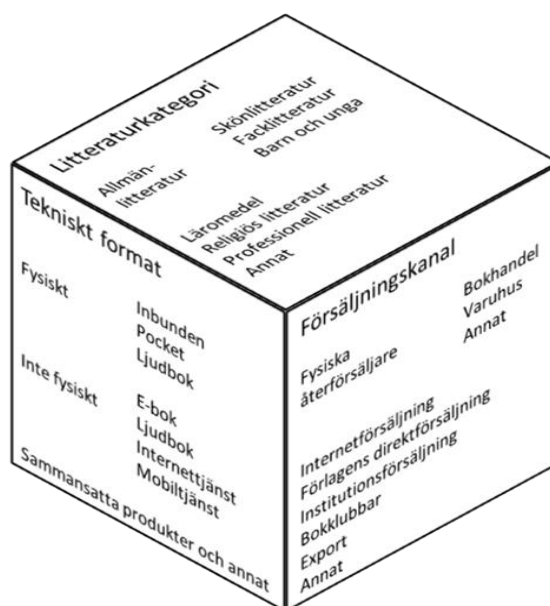 Litteraturkategori
Allmän-
litteratur
Skönlitteratur
Facklitteratur
Barn och unga
Läromedel
Religiös litteratur
Professionell litteratur
Annat
Tekniskt format
Fysiskt
Inbunden
Pocket
Ljudbok
Inte fysiskt
E-bok
Ljudbok
Internettjänst
Mobiltjänst
Sammansatta produkter och annat
Försäljningskanal
Fysiska
återförsäljare
Bokhandel
Varuhus
Annat
Internetförsäljning
Förlagens direktförsäljning
Institutionsförsäljning
Bokklubbar
Export
Annat